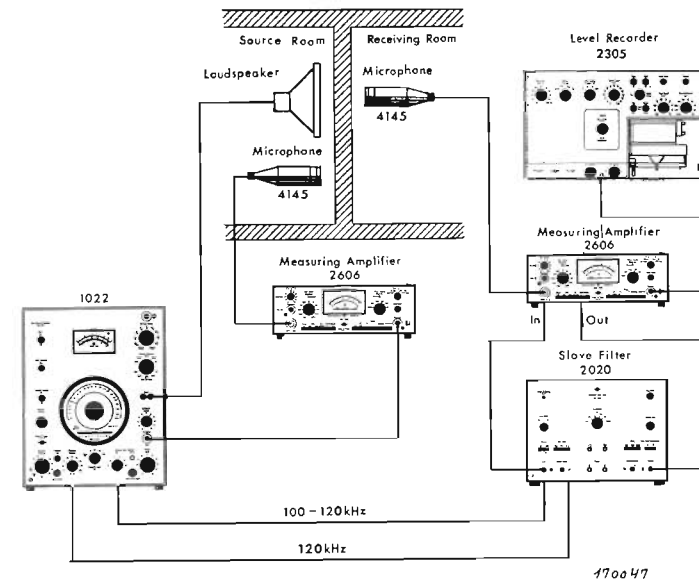 Source Room
Receiving Room
Level Recorder
2305
Loudspeaker
Microphone
4145
Microphone
4145
Measuring Amplifier
2606
Measuring Amplifier
2606
1022
In
Out
Slave Filter
2020
100–120kHz
120kHz
170047